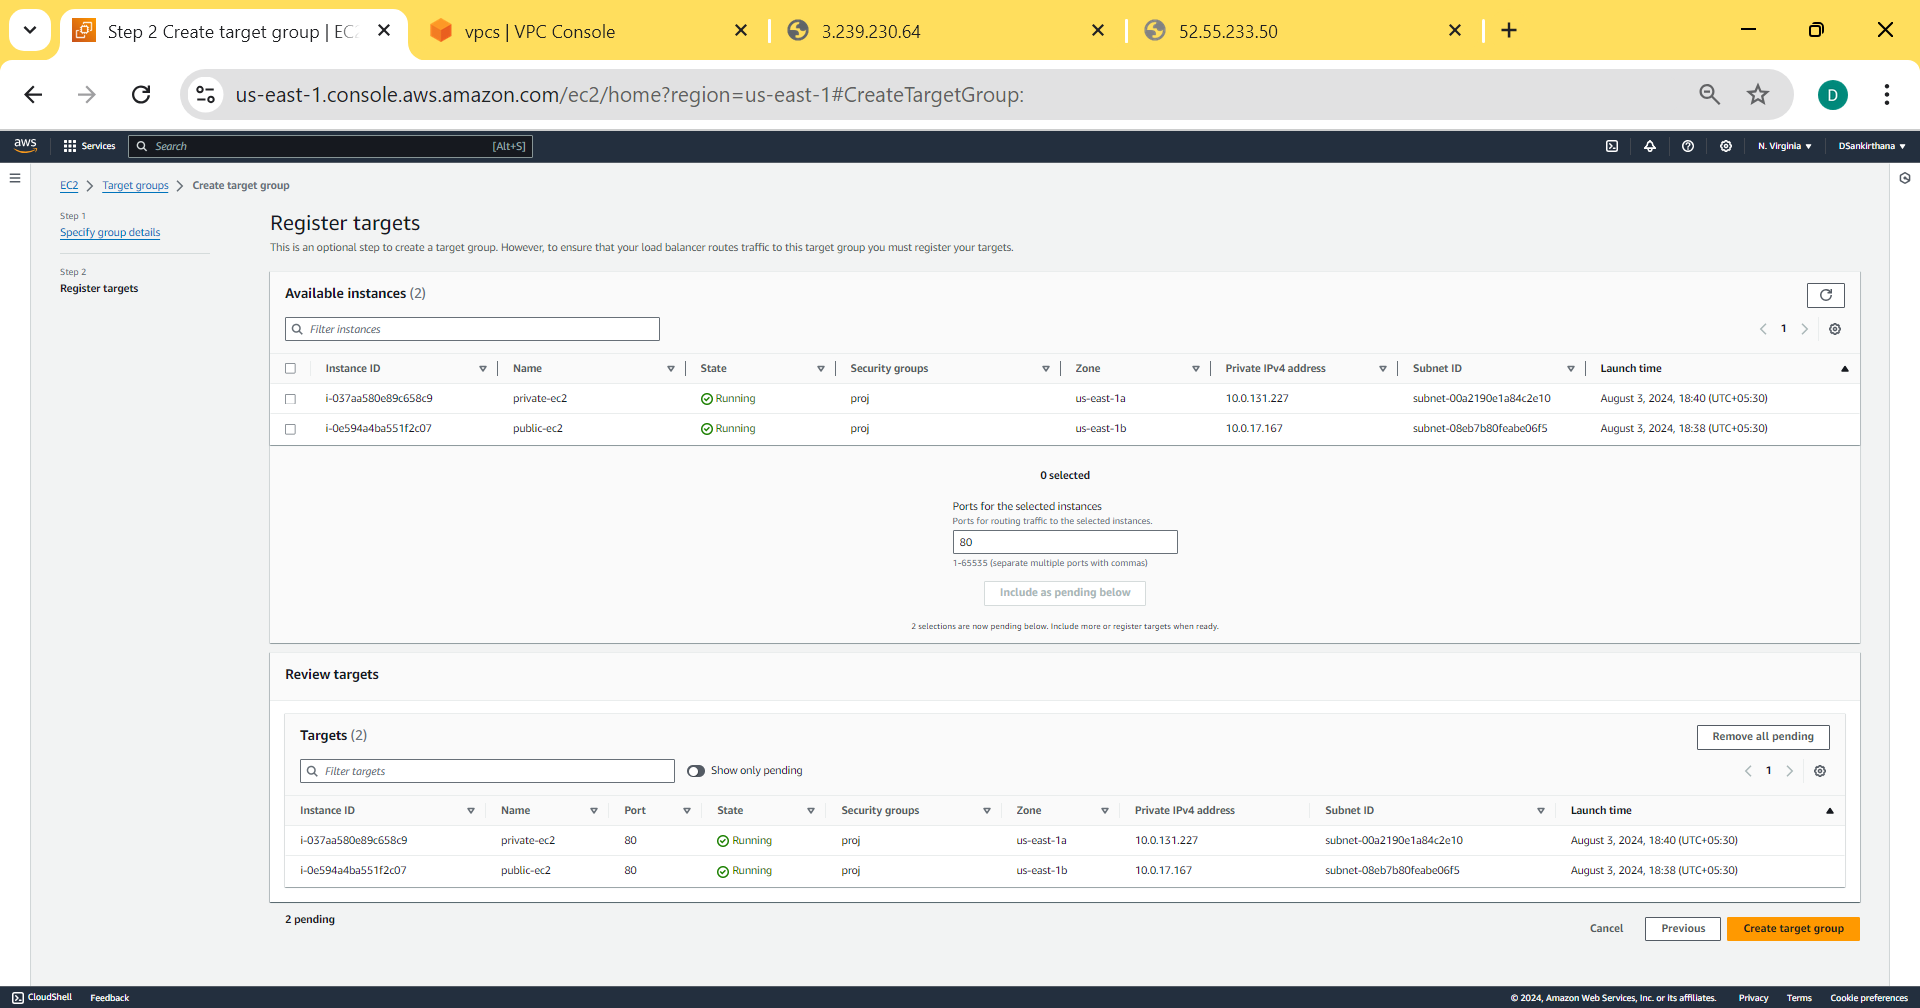 Step 2 Create target group | EC2
vpcs | VPC Console
3.239.230.64
52.55.233.50
us-east-1.console.aws.amazon.com/ec2/home?region=us-east-1#CreateTargetGroup:
D
aws
Services
Search
[Alt+S]
N. Virginia
DSankirthana
EC2
Target groups
Create target group
Step 1
Specify group details
Step 2
Register targets
Register targets
This is an optional step to create a target group. However, to ensure that your load balancer routes traffic to this target group you must register your targets.
Available instances (2)
Filter instances
1
Instance ID Name State Security groups Zone Private IPv4 address Subnet ID Launch time
i-037aa580e89c658c9 private-ec2 Running proj us-east-1a 10.0.131.227 subnet-00a2190e1a84c2e10 August 3, 2024, 18:40 (UTC+05:30)
i-0e594a4ba551f2c07 public-ec2 Running proj us-east-1b 10.0.17.167 subnet-08eb7b80feabe06f5 August 3, 2024, 18:38 (UTC+05:30)
0 selected
Ports for the selected instances
Ports for routing traffic to the selected instances.
80
1-65535 (separate multiple ports with commas)
Include as pending below
2 selections are now pending below. Include more or register targets when ready.
Review targets
Targets (2)
Remove all pending
Filter targets
Show only pending
1
Instance ID Name Port State Security groups Zone Private IPv4 address Subnet ID Launch time
i-037aa580e89c658c9 private-ec2 80 Running proj us-east-1a 10.0.131.227 subnet-00a2190e1a84c2e10 August 3, 2024, 18:40 (UTC+05:30)
i-0e594a4ba551f2c07 public-ec2 80 Running proj us-east-1b 10.0.17.167 subnet-08eb7b80feabe06f5 August 3, 2024, 18:38 (UTC+05:30)
2 pending
Cancel
Previous
Create target group
CloudShell
Feedback
© 2024, Amazon Web Services, Inc. or its affiliates.
Privacy
Terms
Cookie preferences